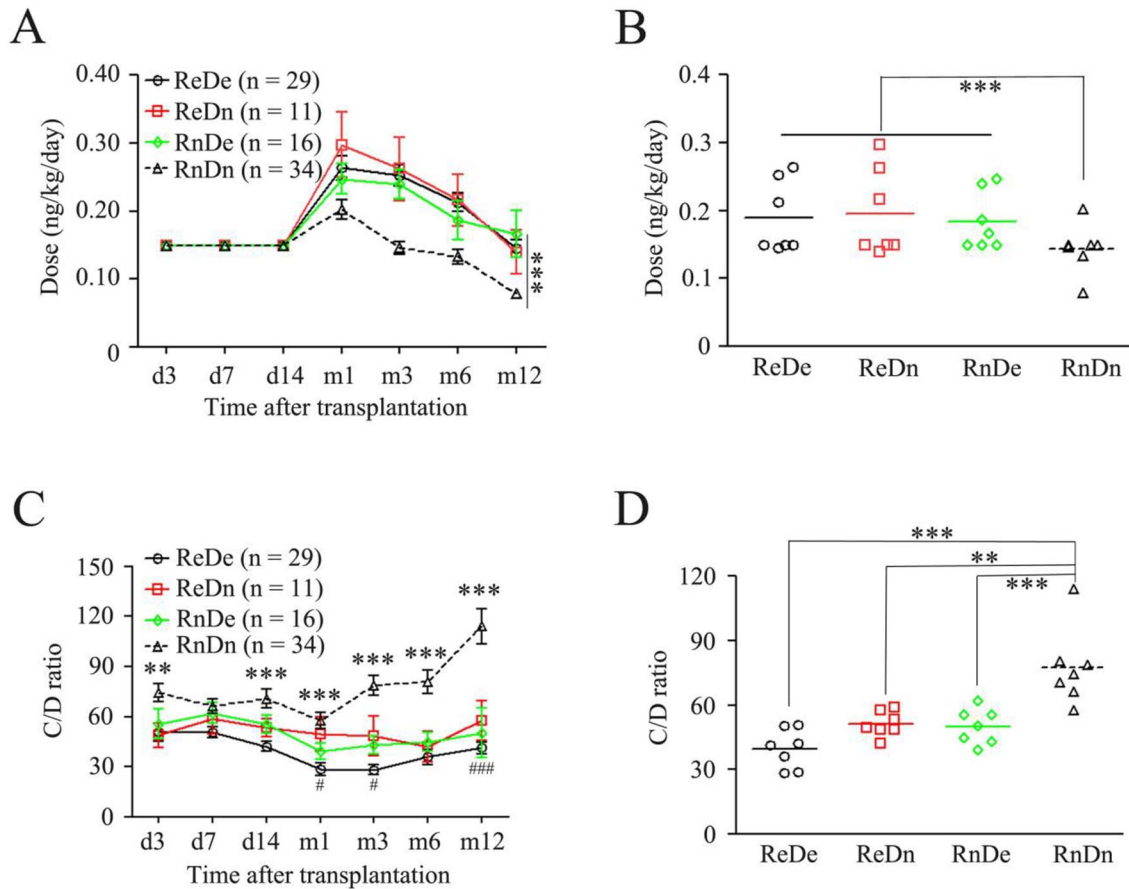 A
0.40
0.30
0.20
0.10
0
Dose (ng/kg/day)
ReDe (n = 29)
ReDn (n = 11)
RnDe (n = 16)
RnDn (n = 34)
***
d3 d7 d14 m1 m3 m6 m12
Time after transplantation
B
0.4
0.3
0.2
0.1
0
Dose (ng/kg/day)
***
ReDe ReDn RnDe RnDn
C
150
120
90
60
30
0
C/D ratio
ReDe (n = 29)
ReDn (n = 11)
RnDe (n = 16)
RnDn (n = 34)
** *** *** *** *** ***
# # ###
d3 d7 d14 m1 m3 m6 m12
Time after transplantation
D
120
90
60
30
0
C/D ratio
***
**
***
ReDe ReDn RnDe RnDn